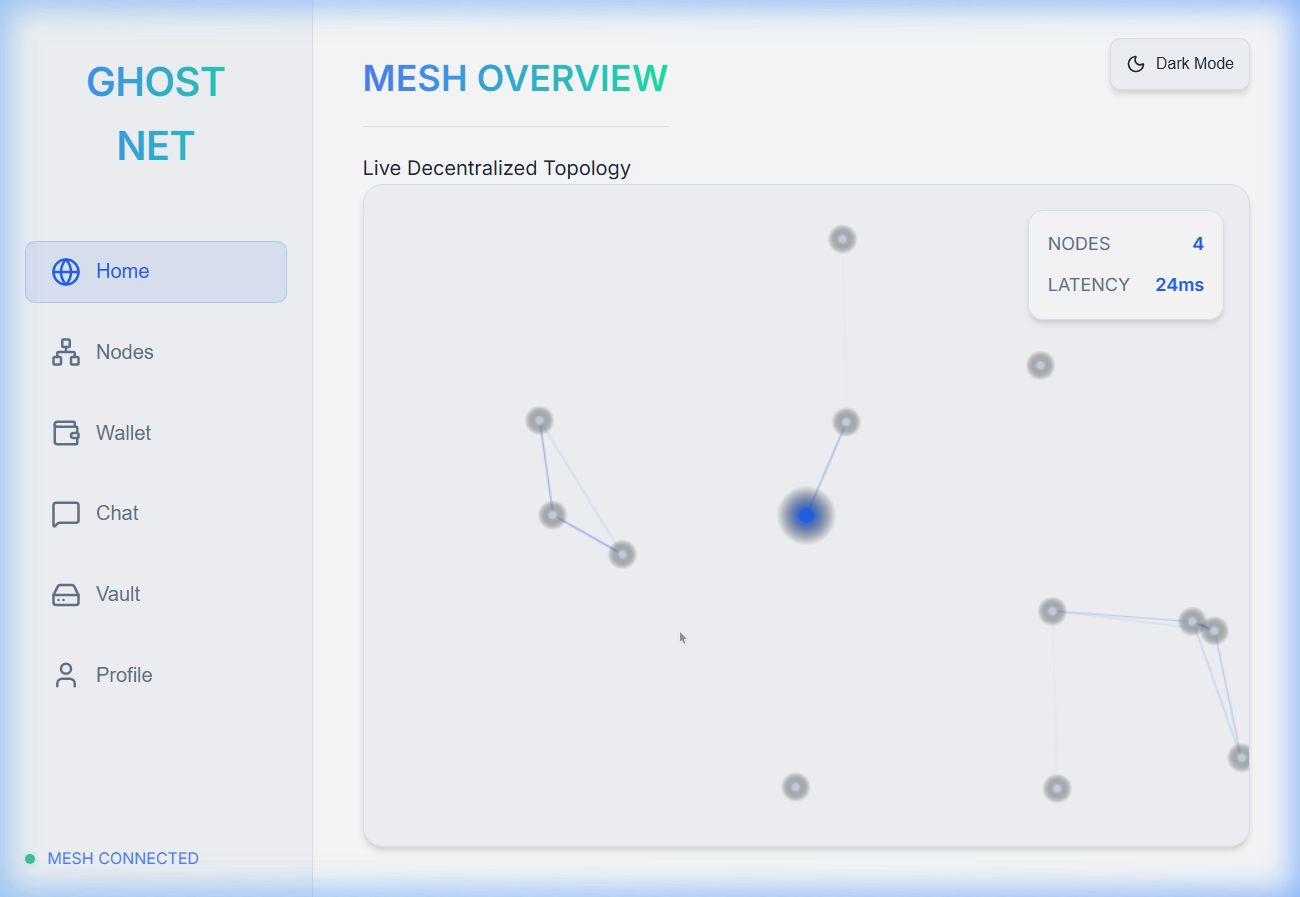 GHOST
NET
Home
Nodes
Wallet
Chat
Vault
Profile
MESH CONNECTED
MESH OVERVIEW
Dark Mode
Live Decentralized Topology
NODES 4
LATENCY 24ms